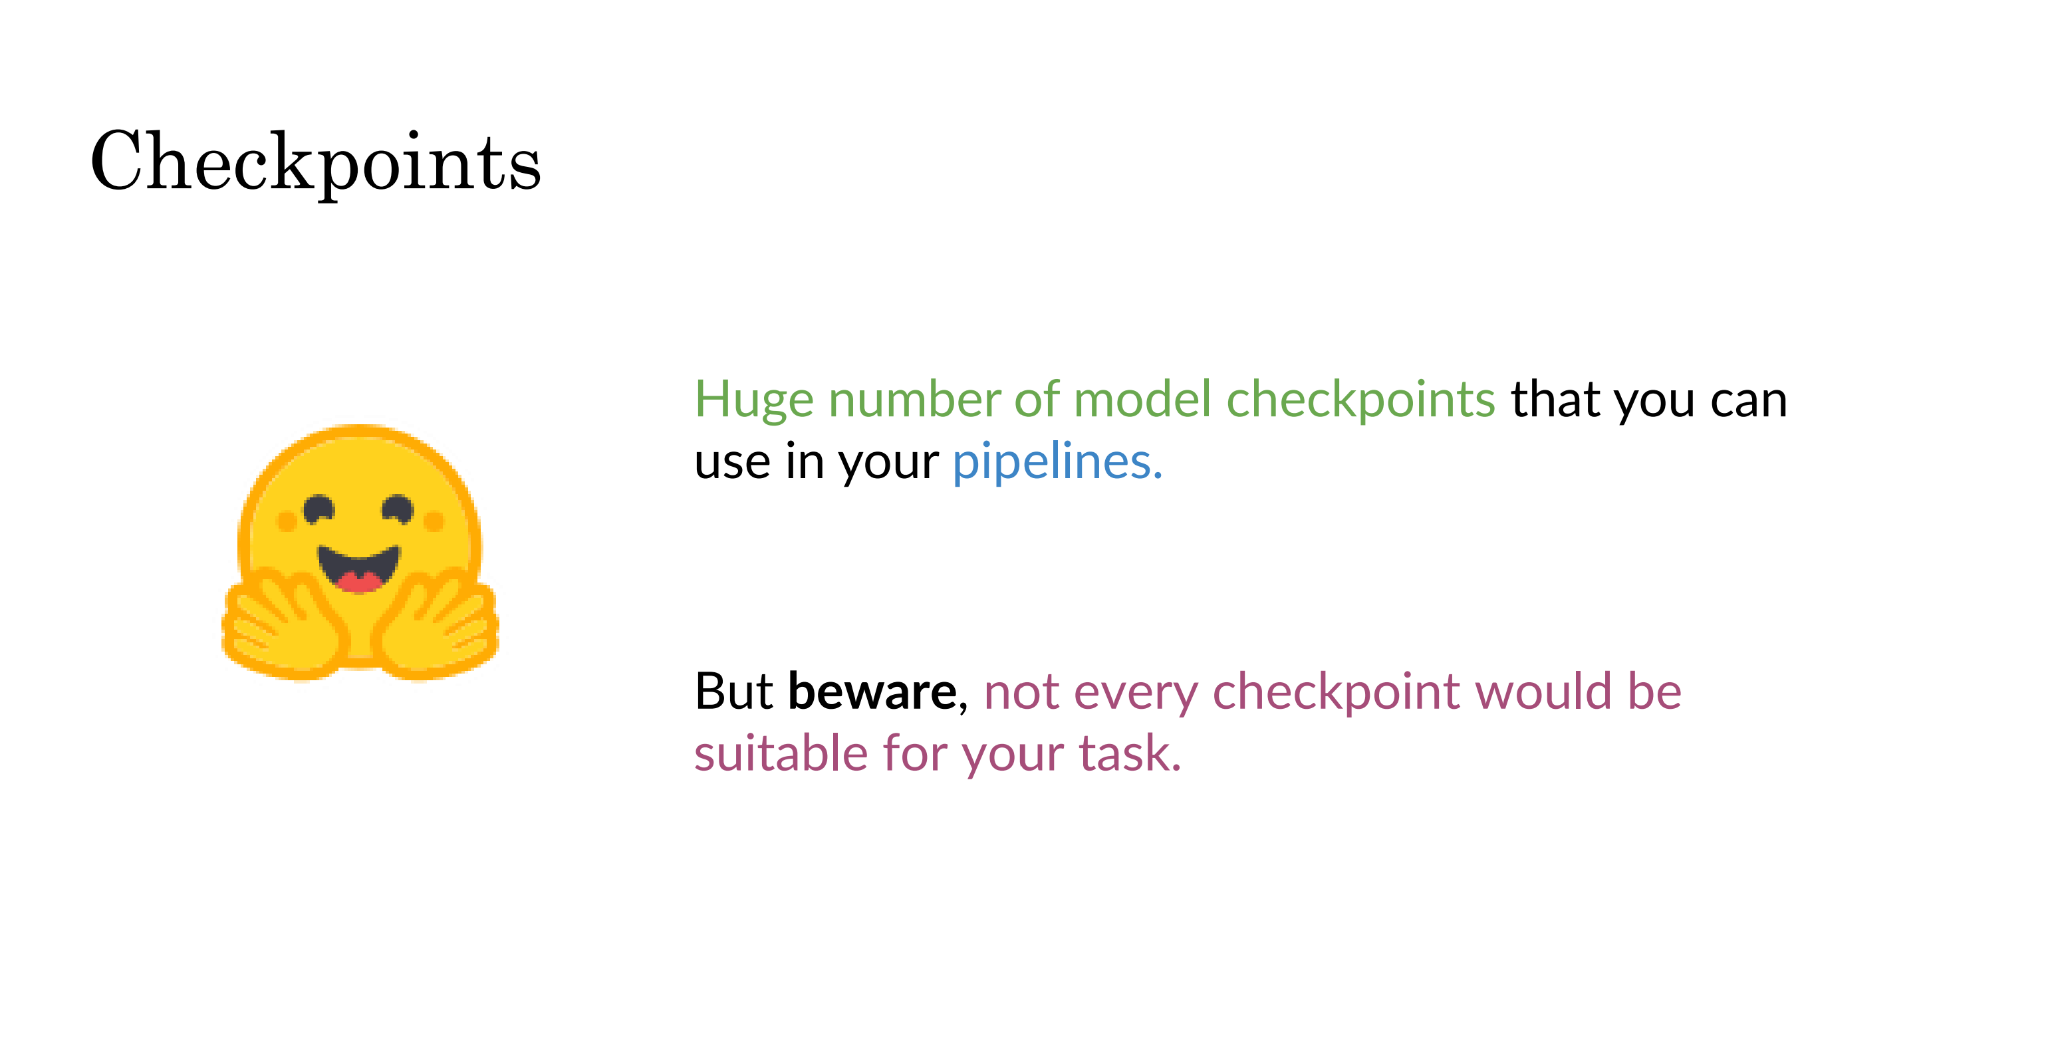 Checkpoints
Huge number of model checkpoints that you can
use in your pipelines.
But beware, not every checkpoint would be
suitable for your task.